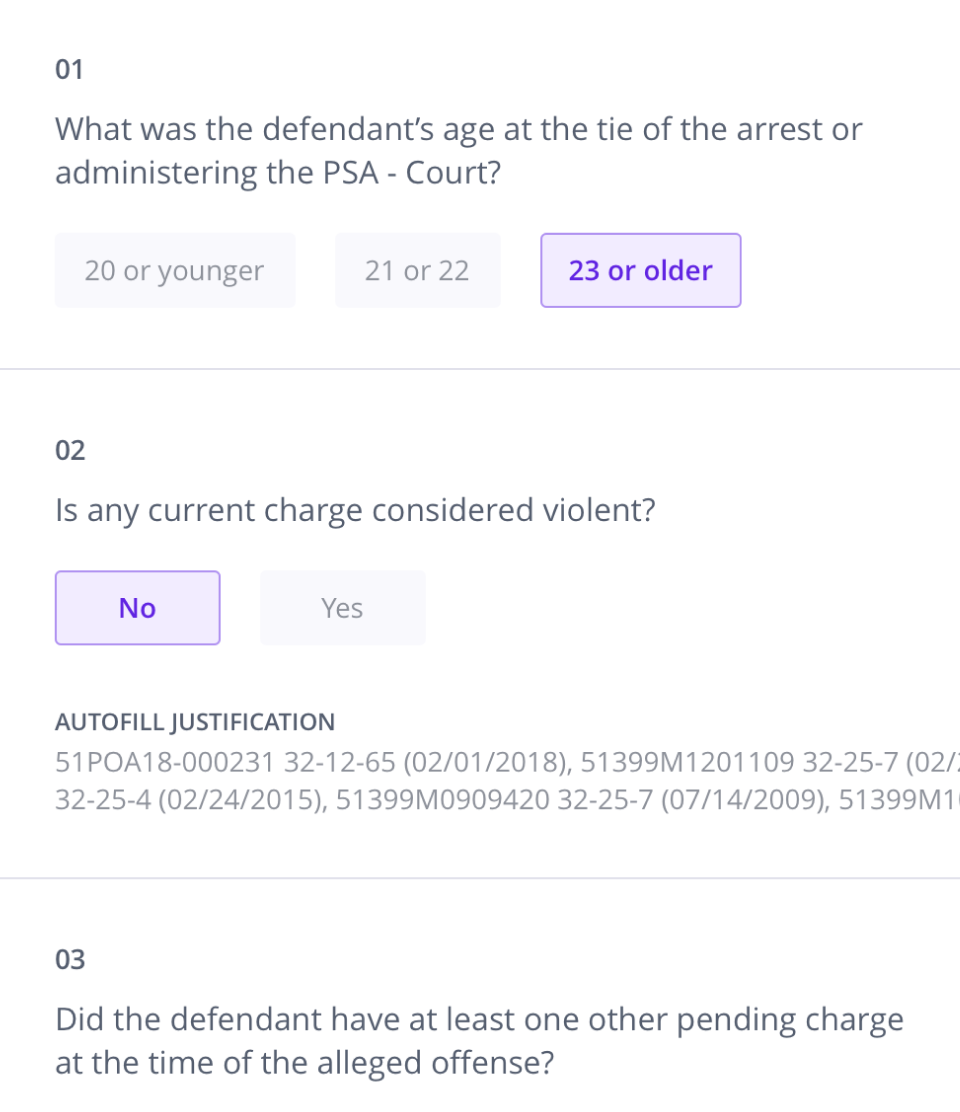 01
What was the defendant’s age at the tie of the arrest or
administering the PSA - Court?
20 or younger
21 or 22
23 or older
02
Is any current charge considered violent?
No
Yes
AUTOFILL JUSTIFICATION
51POA18-000231 32-12-65 (02/01/2018), 51399M1201109 32-25-7 (02/
32-25-4 (02/24/2015), 51399M0909420 32-25-7 (07/14/2009), 51399M1
03
Did the defendant have at least one other pending charge
at the time of the alleged offense?